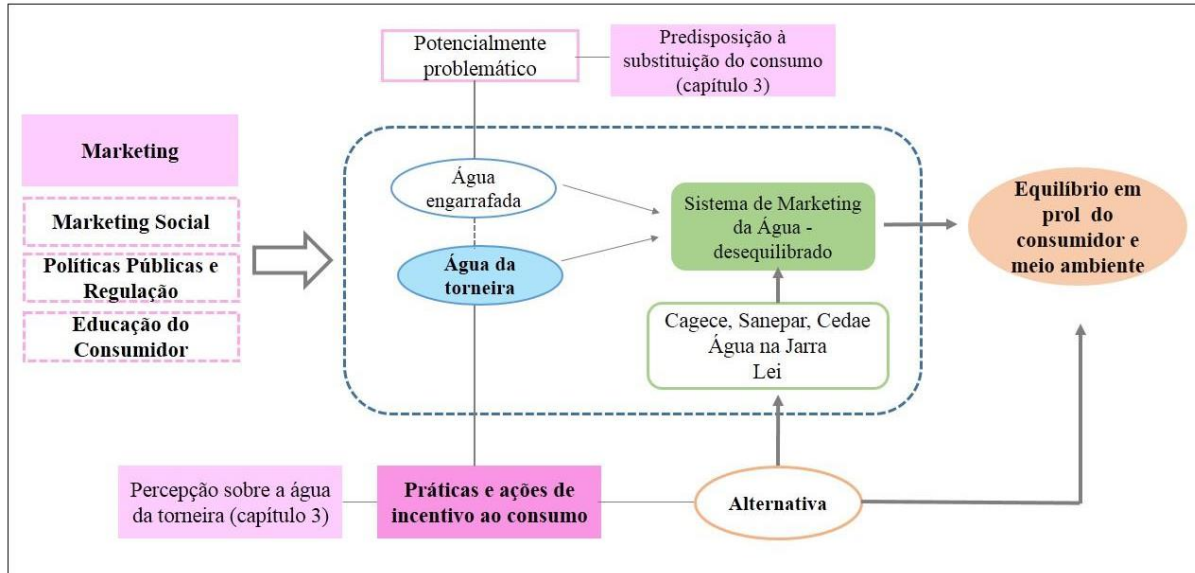 Potencialmente
problemático
Predisposição à
substituição do consumo
(capítulo 3)
Marketing
Marketing Social
Políticas Públicas e
Regulação
Educação do
Consumidor
Água
engarrafada
Água da
torneira
Sistema de Marketing
da Água -
desequilibrado
Cagece, Sanepar, Cedae
Água na Jarra
Lei
Equilíbrio em
prol do
consumidor e
meio ambiente
Percepção sobre a água
da torneira (capítulo 3)
Práticas e ações de
incentivo ao consumo
Alternativa